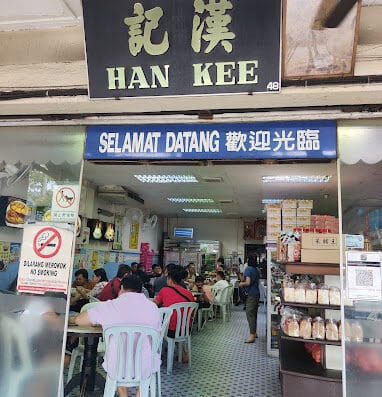 記漢
HAN KEE
48
SELAMAT DATANG 歡迎光臨
DILARANG MEROKOK
NO SMOKING